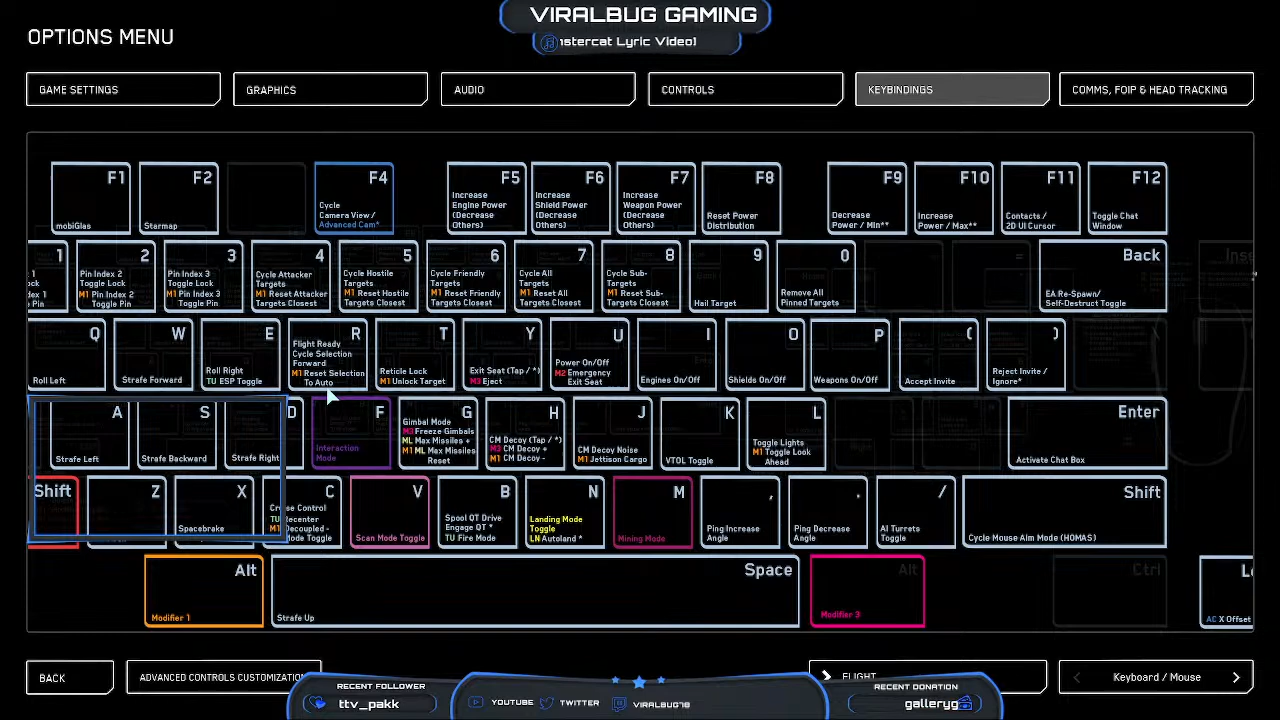 VIRALBUG GAMING
OPTIONS MENU
stercat Lyric Video]
GAME SETTINGS
GRAPHICS
AUDIO
CONTROLS
KEYBINDINGS
COMMS, FOIP & HEAD TRACKING
F1
mobiGlas
F2
Starmap
F4
Cycle
Camera View /
Advanced Cam*
F5
Increase
Engine Power
(Decrease
Others)
F6
Increase
Shield Power
(Decrease
Others)
F7
Increase
Weapon Power
(Decrease
Others)
F8
Reset Power
Distribution
F9
Decrease
Power / Min**
F10
Increase
Power / Max**
F11
Contacts /
2D UI Cursor
F12
Toggle Chat
Window
1
2
Pin Index 2
Toggle Lock
M1 Pin Index 2
Toggle Pin
3
Pin Index 3
Toggle Lock
M1 Pin Index 3
Toggle Pin
4
Cycle Attacker
Targets
M1 Reset Attacker
Targets Closest
5
Cycle Hostile
Targets
M1 Reset Hostile
Targets Closest
6
Cycle Friendly
Targets
M1 Reset Friendly
Targets Closest
7
Cycle All
Targets
M1 Reset All
Targets Closest
8
Cycle Sub-
Targets
M1 Reset Sub-
Targets Closest
9
Hail Target
0
Remove All
Pinned Targets
Back
EA Re-Spawn/
Self-Destruct Toggle
Q
Roll Left
W
Strafe Forward
E
Roll Right
TU ESP Toggle
R
Flight Ready
Cycle Selection
Forward
M1 Reset Selection
To Auto
T
Reticle Lock
M1 Unlock Target
Y
Exit Seat (Tap / *)
M3 Eject
U
Power On/Off
M2 Emergency
Exit Seat
I
Engines On/Off
O
Shields On/Off
P
Weapons On/Off
(
Accept Invite
)
Reject Invite /
Ignore*
A
Strafe Left
S
Strafe Backward
D
Strafe Right
F
Interaction
Mode
G
Gimbal Mode
M3 Freeze Gimbals
ML Max Missiles +
M1 ML Max Missiles
Reset
H
CM Decoy (Tap / *)
M3 CM Decoy +
M1 CM Decoy -
J
CM Decoy Noise
M1 Jettison Cargo
K
VTOL Toggle
L
Toggle Lights
M1 Toggle Look
Ahead
Enter
Activate Chat Box
Shift
Z
X
Spacebrake
C
Cruise Control
TU Recenter
M1 Decoupled -
Mode Toggle
V
Scan Mode Toggle
B
Spool QT Drive
Engage QT *
TU Fire Mode
N
Landing Mode
Toggle
LN Autoland *
M
Mining Mode
,
Ping Increase
Angle
.
Ping Decrease
Angle
/
AI Turrets
Toggle
Shift
Cycle Mouse Aim Mode (HOMAS)
Alt
Modifier 1
Space
Strafe Up
Alt
Modifier 3
Ctrl
AC X Offset
BACK
ADVANCED CONTROLS CUSTOMIZATION
FLIGHT
Keyboard / Mouse
RECENT FOLLOWER
ttv_pakk
YOUTUBE
TWITTER
VIRALBUG78
RECENT DONATION
galleryg